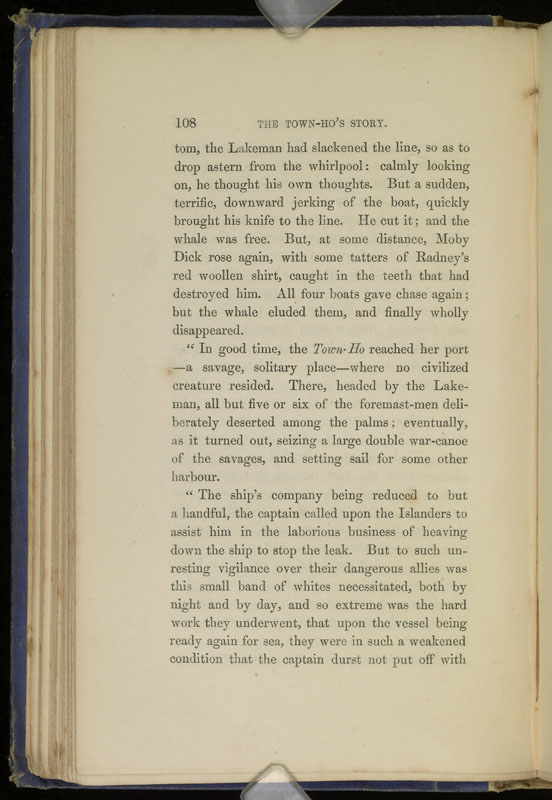 108 THE TOWN-HO'S STORY.
tom, the Lakeman had slackened the line, so as to
drop astern from the whirlpool: calmly looking
on, he thought his own thoughts. But a sudden,
terrific, downward jerking of the boat, quickly
brought his knife to the line. He cut it; and the
whale was free. But, at some distance, Moby
Dick rose again, with some tatters of Radney's
red woollen shirt, caught in the teeth that had
destroyed him. All four boats gave chase again;
but the whale eluded them, and finally wholly
disappeared.
" In good time, the Town-Ho reached her port
—a savage, solitary place—where no civilized
creature resided. There, headed by the Lake-
man, all but five or six of the foremast-men deli-
berately deserted among the palms; eventually,
as it turned out, seizing a large double war-canoe
of the savages, and setting sail for some other
harbour.
" The ship's company being reduced to but
a handful, the captain called upon the Islanders to
assist him in the laborious business of heaving
down the ship to stop the leak. But to such un-
resting vigilance over their dangerous allies was
this small band of whites necessitated, both by
night and by day, and so extreme was the hard
work they underwent, that upon the vessel being
ready again for sea, they were in such a weakened
condition that the captain durst not put off with